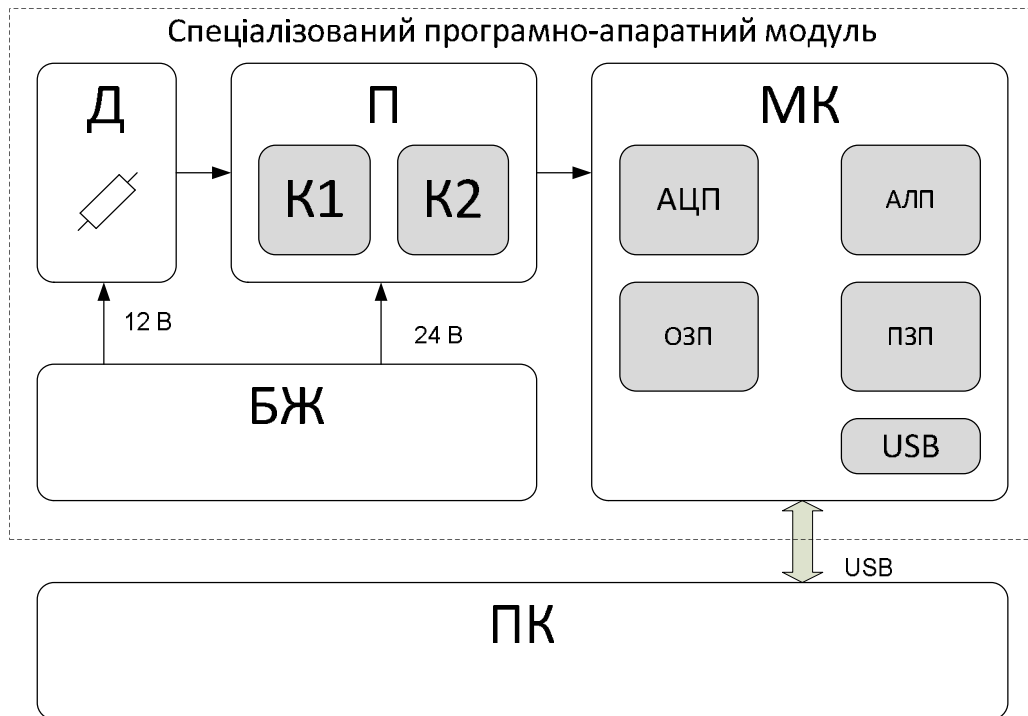 Спеціалізований програмно-апаратний модуль
Д
П
МК
К1
К2
АЦП
АЛП
ОЗП
ПЗП
USB
12 В
24 В
БЖ
USB
ПК